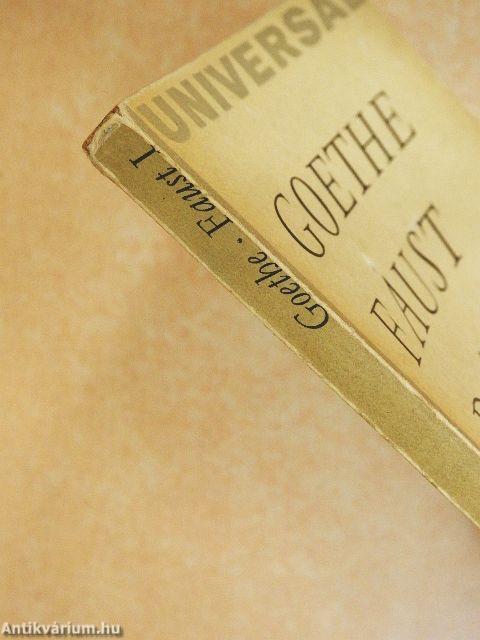 UNIVERSAL
GOETHE
FAUST
Goethe · Faust I
Antikvárium.hu